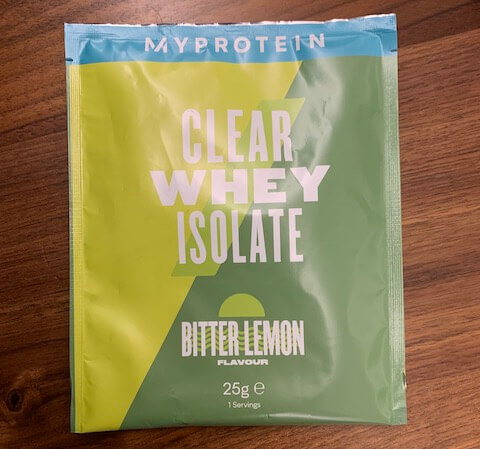 MYPROTEIN
CLEAR
WHEY
ISOLATE
BITTER LEMON
FLAVOUR
25g ℮
1 Servings